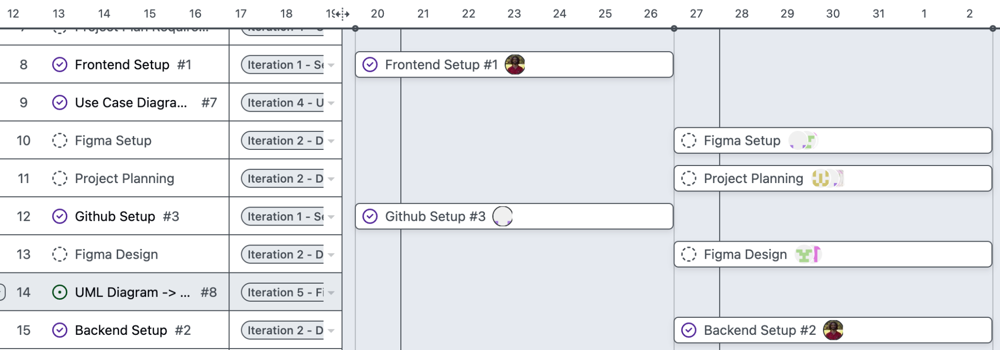 12 13 14 15 16 17 18 20 21 22 23 24 25 26 27 28 29 30 31 1 2
8 Frontend Setup #1 Iteration 1 - Se Frontend Setup #1
9 Use Case Diagra... #7 Iteration 4 - U
10 Figma Setup Iteration 2 - D Figma Setup
11 Project Planning Iteration 2 - D Project Planning
12 Github Setup #3 Iteration 1 - Se Github Setup #3
13 Figma Design Iteration 2 - D Figma Design
14 UML Diagram -> ... #8 Iteration 5 - Fi
15 Backend Setup #2 Iteration 2 - D Backend Setup #2